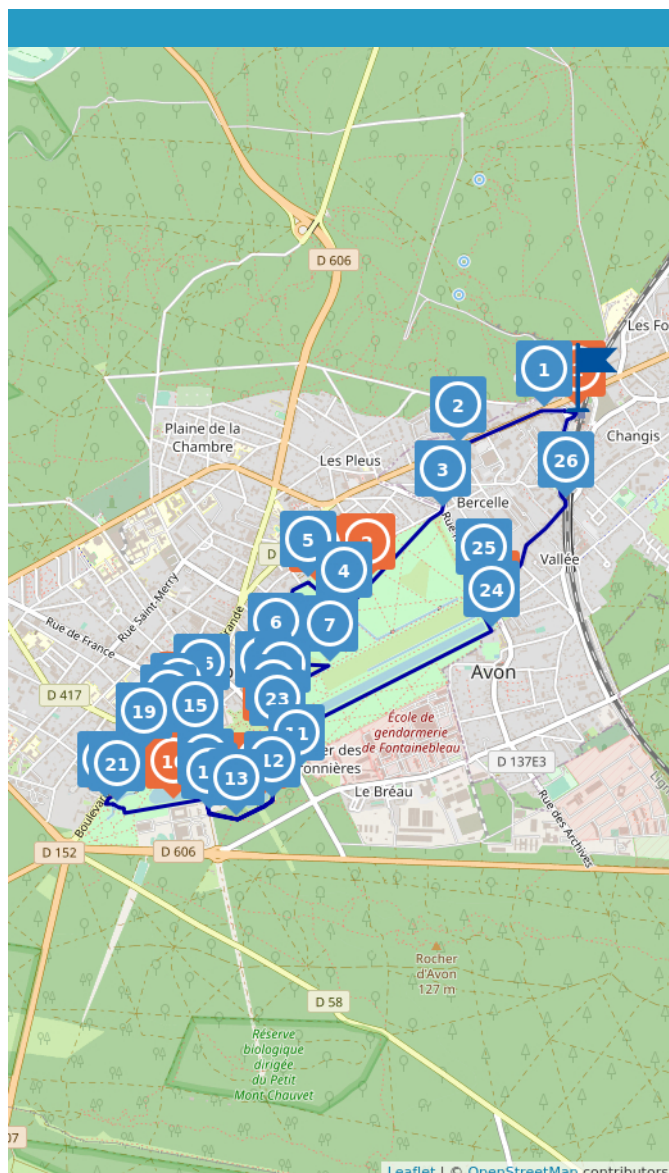 D 606
Les Fo
1
2
Changis
Plaine de la
Chambre
Les Pleus
3
26
Bercelle
5
25
Vallée
4
24
Rue Saint-Merry
6
7
Rue de France
Avon
D 417
15
23
19
École de
gendarmerie
de Fontainebleau
11
21
12
13
D 137E3
Le Bréau
Rue des Archives
D 152
D 606
Rocher
d'Avon
127 m
D 58
Réserve
biologique
dirigée
du Petit
Mont Chauvet
07
Leaflet | © OpenStreetMap contributors